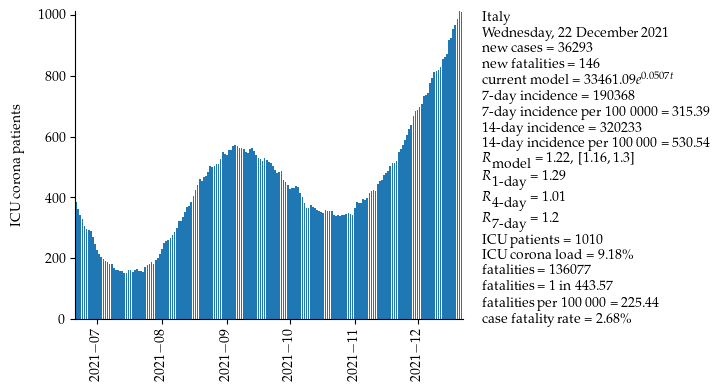 1000
800
600
400
200
0
ICU corona patients
2021−07
2021−08
2021−09
2021−10
2021−11
2021−12
Italy
Wednesday, 22 December 2021
new cases = 36293
new fatalities = 146
current model = 33461.09e^0.0507t
7-day incidence = 190368
7-day incidence per 100 0000 = 315.39
14-day incidence = 320233
14-day incidence per 100 000 = 530.54
R_model = 1.22, [1.16, 1.3]
R_1-day = 1.29
R_4-day = 1.01
R_7-day = 1.2
ICU patients = 1010
ICU corona load = 9.18%
fatalities = 136077
fatalities = 1 in 443.57
fatalities per 100 000 = 225.44
case fatality rate = 2.68%